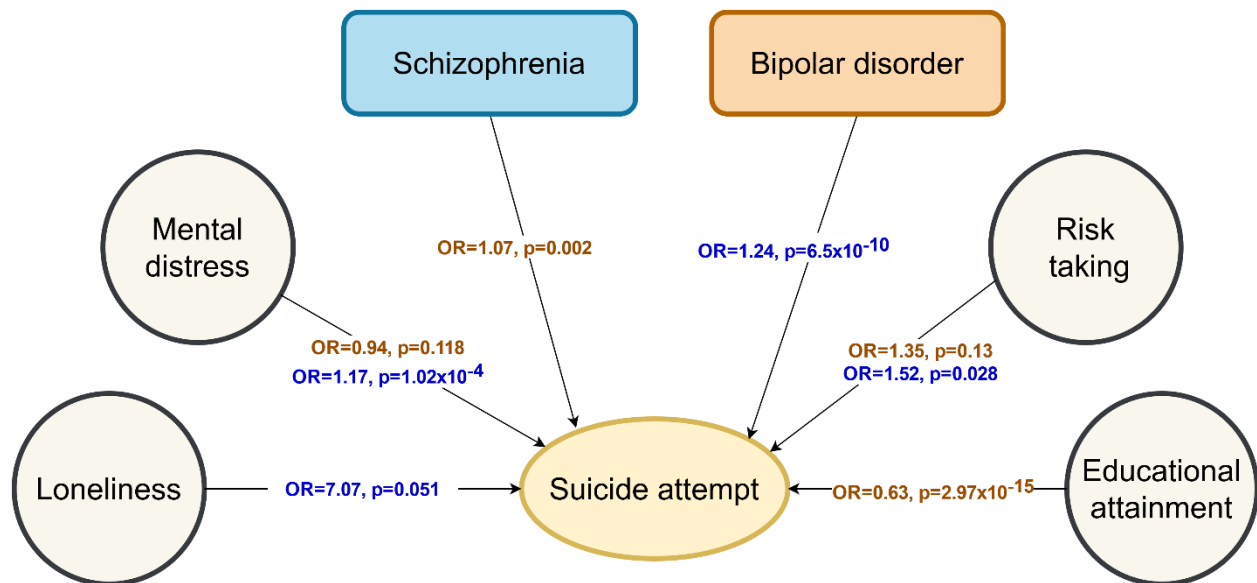 Schizophrenia
Bipolar disorder
Mental
distress
Risk
taking
OR=1.07, p=0.002
OR=1.24, p=6.5x10⁻¹⁰
OR=0.94, p=0.118
OR=1.17, p=1.02x10⁻⁴
OR=1.35, p=0.13
OR=1.52, p=0.028
Loneliness
OR=7.07, p=0.051
Suicide attempt
OR=0.63, p=2.97x10⁻¹⁵
Educational
attainment